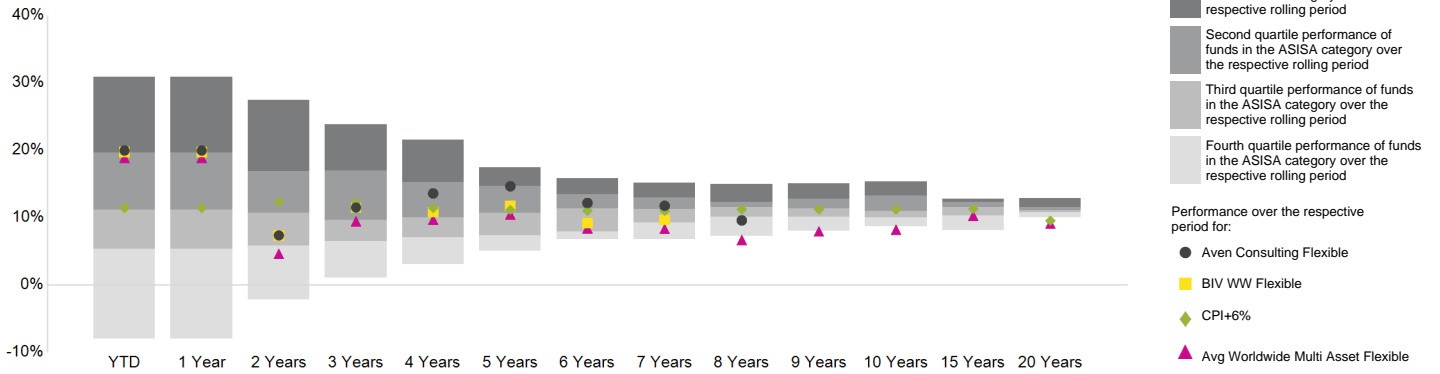 40%
30%
20%
10%
0%
-10%
YTD
1 Year
2 Years
3 Years
4 Years
5 Years
6 Years
7 Years
8 Years
9 Years
10 Years
15 Years
20 Years
respective rolling period
Second quartile performance of
funds in the ASISA category over
the respective rolling period
Third quartile performance of funds
in the ASISA category over the
respective rolling period
Fourth quartile performance of funds
in the ASISA category over the
respective rolling period
Performance over the respective
period for:
Aven Consulting Flexible
BIV WW Flexible
CPI+6%
Avg Worldwide Multi Asset Flexible